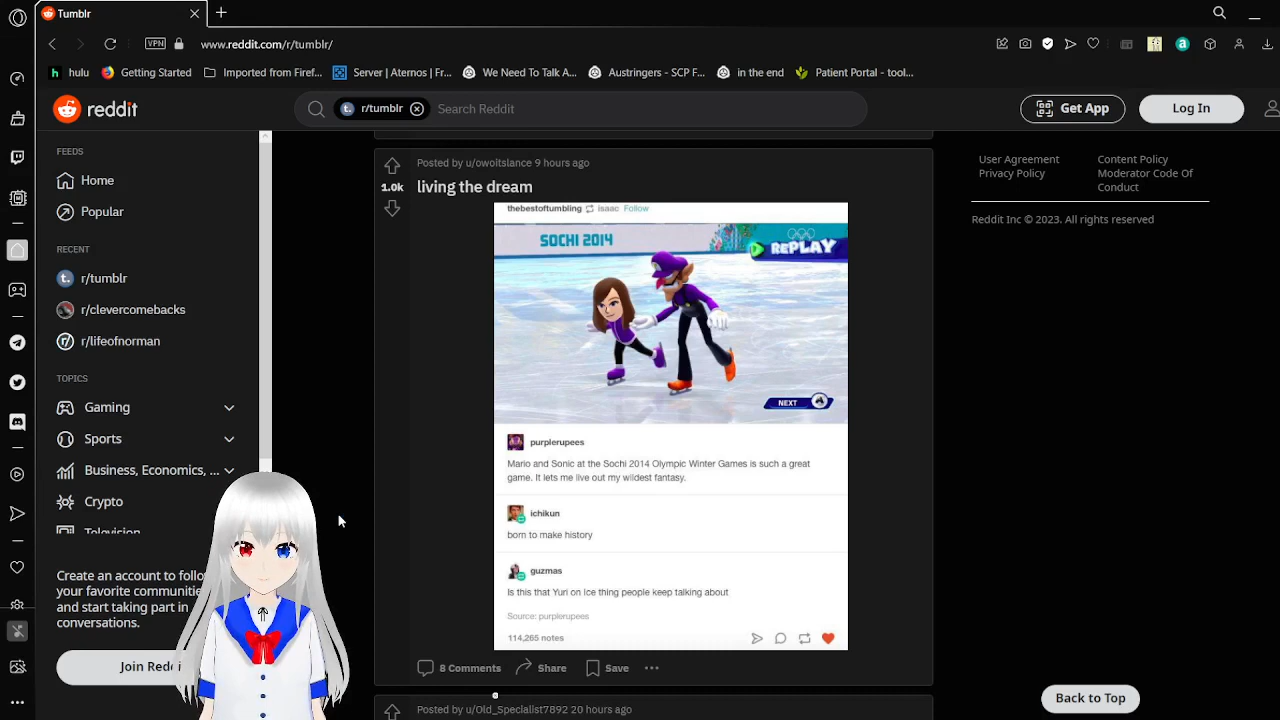 Tumblr
VPN
www.reddit.com/r/tumblr/
hulu
Getting Started
Imported from Firef...
Server | Aternos | Fr...
We Need To Talk A...
Austringers - SCP F...
in the end
Patient Portal - tool...
reddit
r/tumblr
Search Reddit
Get App
Log In
FEEDS
Home
Popular
RECENT
r/tumblr
r/clevercomebacks
r/lifeofnorman
TOPICS
Gaming
Sports
Business, Economics, ...
Crypto
Television
Create an account to follo
your favorite communitie
and start taking part in
conversations.
Join Reddi
Posted by u/owoitslance 9 hours ago
1.0k
living the dream
thebestoftumbling isaac Follow
SOCHI 2014
REPLAY
NEXT
purplerupees
Mario and Sonic at the Sochi 2014 Olympic Winter Games is such a great
game. It lets me live out my wildest fantasy.
ichikun
born to make history
guzmas
Is this that Yuri on Ice thing people keep talking about
Source: purplerupees
114,265 notes
8 Comments
Share
Save
Posted by u/Old_Specialist7892 20 hours ago
User Agreement
Privacy Policy
Content Policy
Moderator Code Of
Conduct
Reddit Inc © 2023. All rights reserved
Back to Top